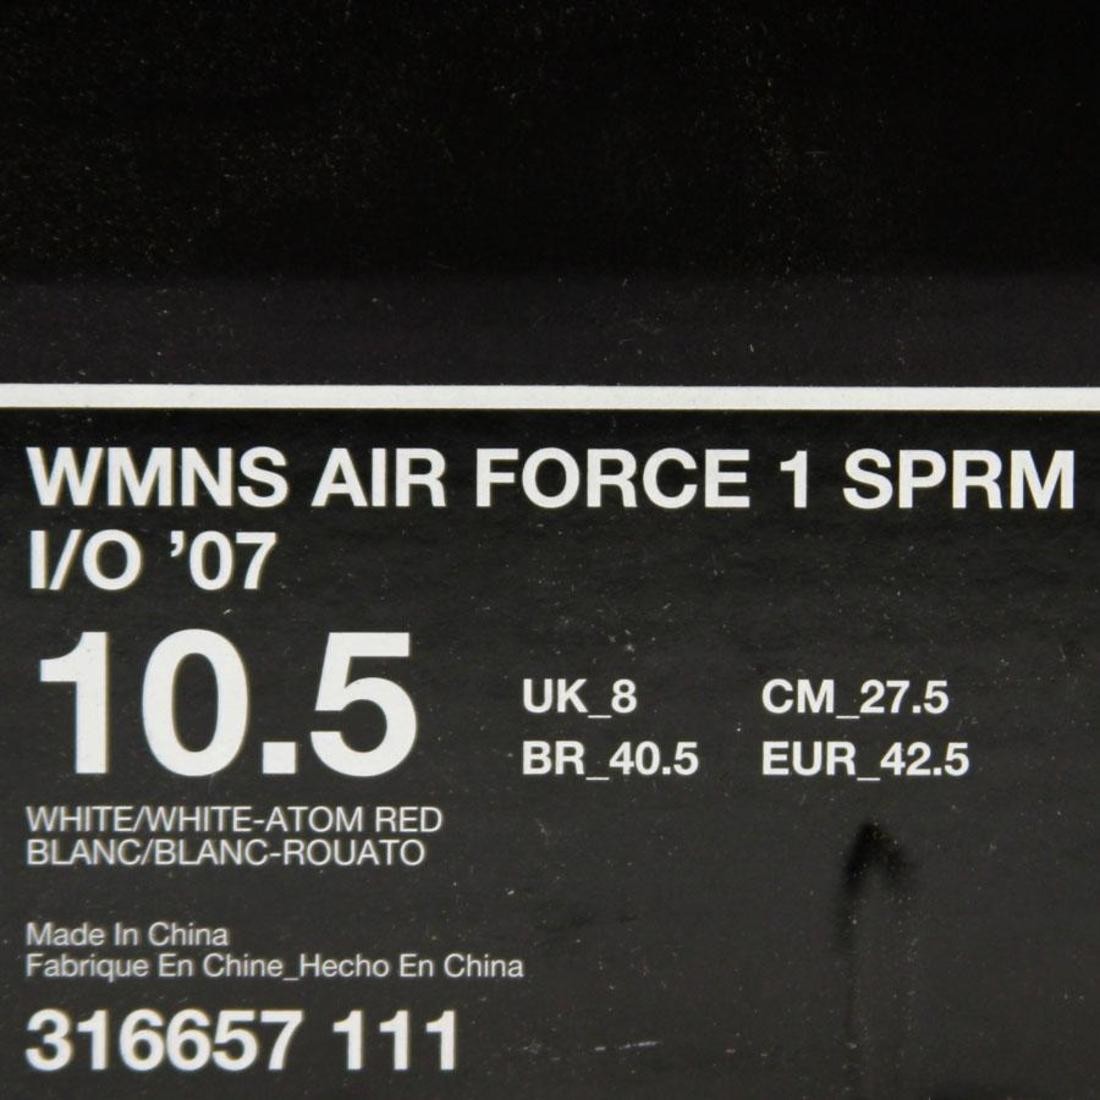 WMNS AIR FORCE 1 SPRM
I/O ’07
10.5
UK_8 CM_27.5
BR_40.5 EUR_42.5
WHITE/WHITE-ATOM RED
BLANC/BLANC-ROUATO
Made In China
Fabrique En Chine_Hecho En China
316657 111